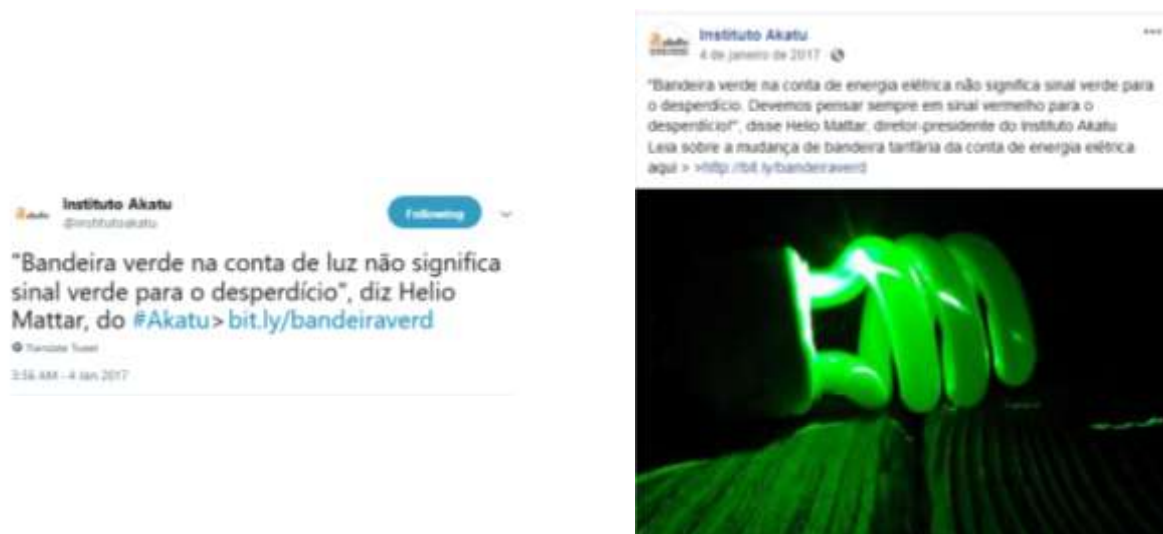 Instituto Akatu
@institutoakatu
Following
"Bandeira verde na conta de luz não significa
sinal verde para o desperdício", diz Helio
Mattar, do #Akatu> bit.ly/bandeiraverd
Translate Tweet
3:56 AM - 4 Jan 2017
Instituto Akatu
4 de janeiro de 2017
"Bandeira verde na conta de energia elétrica não significa sinal verde para
o desperdício. Devemos pensar sempre em sinal vermelho para o
desperdício!", disse Helio Mattar, diretor-presidente do Instituto Akatu
Leia sobre a mudança de bandeira tarifária da conta de energia elétrica
aqui > >http://bit.ly/bandeiraverd